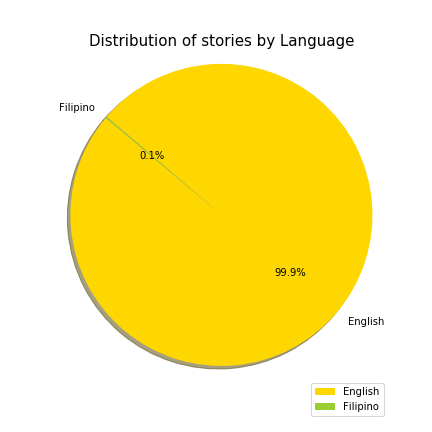 Distribution of stories by Language
Filipino
0.1%
99.9%
English
English
Filipino